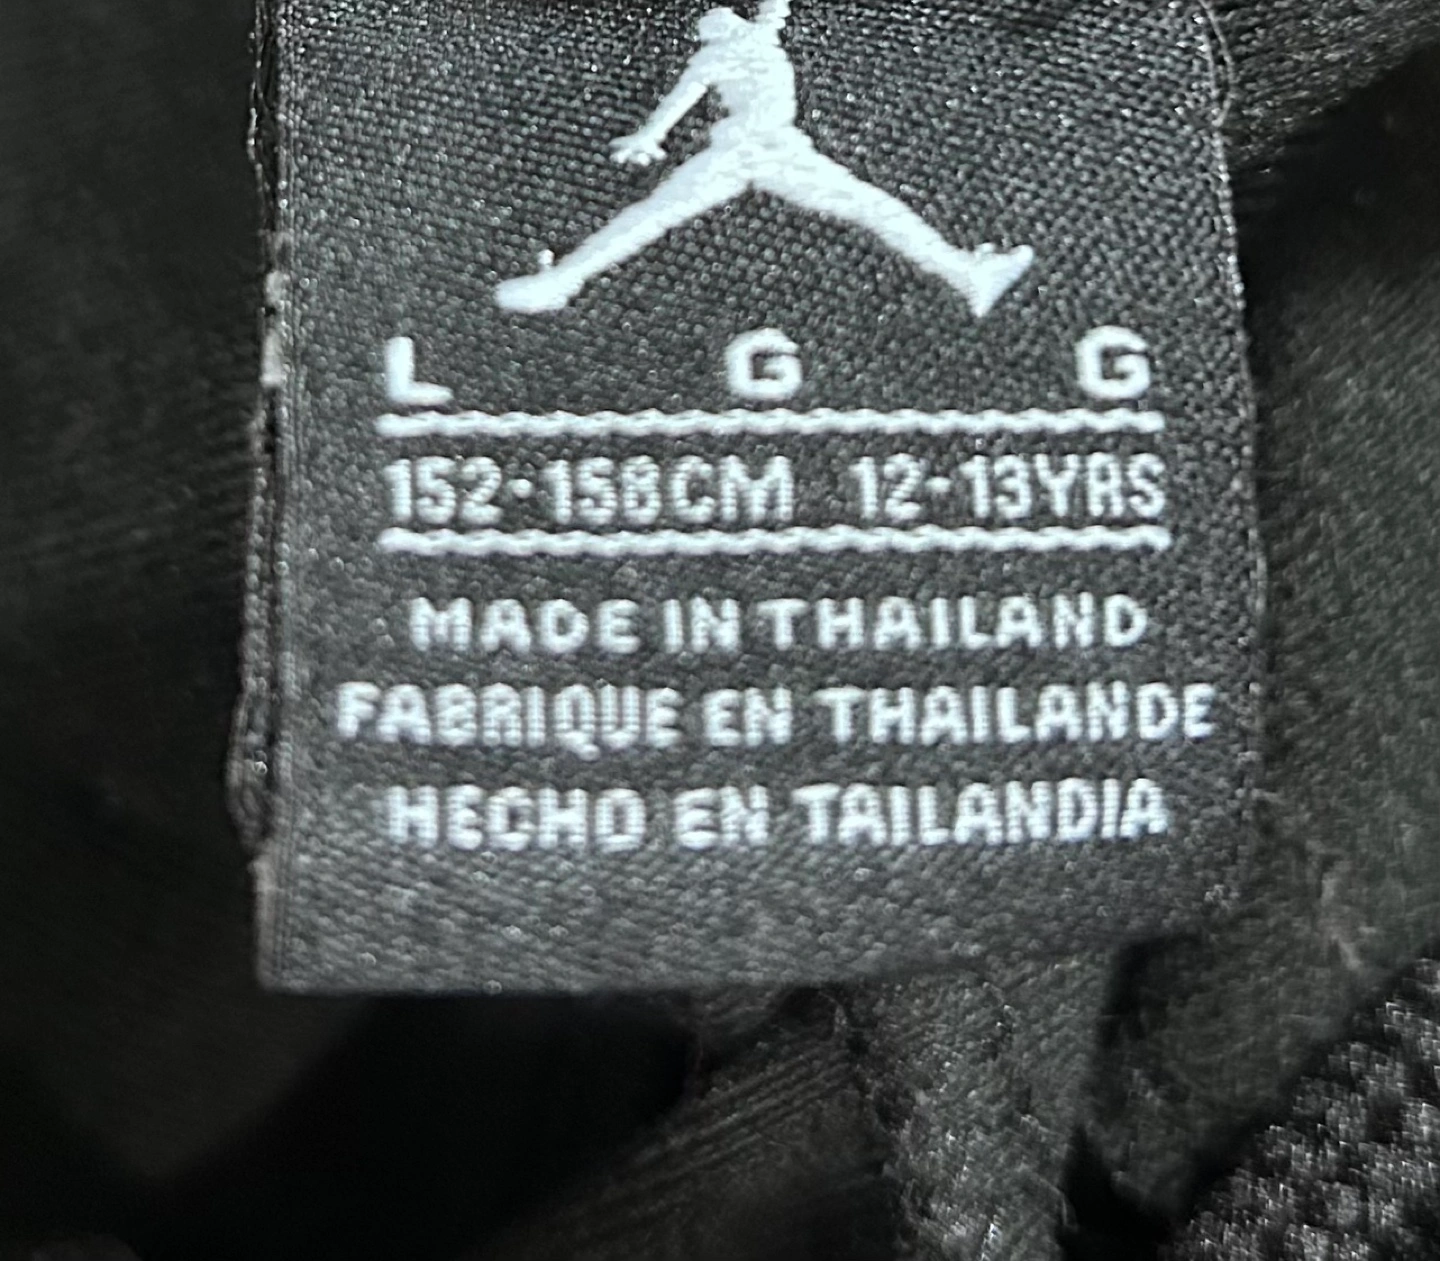 L G G
152-158CM 12-13YRS
MADE IN THAILAND
FABRIQUE EN THAILANDE
HECHO EN TAILANDIA